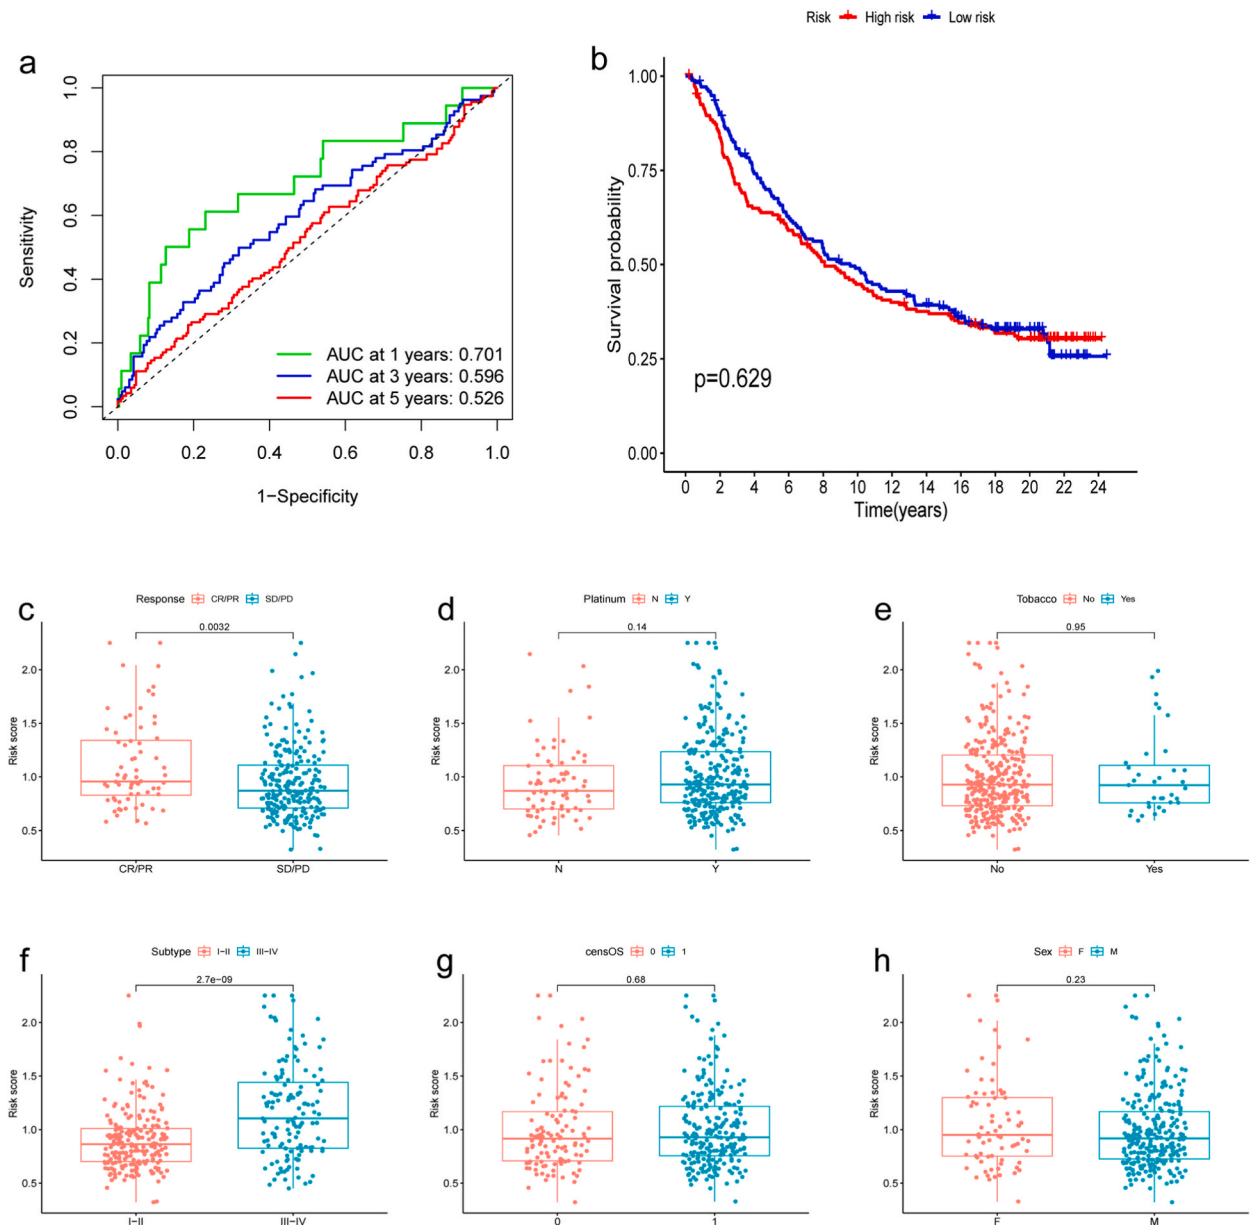 Risk High risk Low risk
a
Sensitivity
1.0
0.8
0.6
0.4
0.2
0.0
AUC at 1 years: 0.701
AUC at 3 years: 0.596
AUC at 5 years: 0.526
0.0 0.2 0.4 0.6 0.8 1.0
1−Specificity
b
Survival probability
1.00
0.75
0.50
0.25
0.00
p=0.629
0 2 4 6 8 10 12 14 16 18 20 22 24
Time(years)
c
Response CR/PR SD/PD
0.0032
Risk score
2.0
1.5
1.0
0.5
CR/PR SD/PD
d
Platinum N Y
0.14
Risk score
2.0
1.5
1.0
0.5
N Y
e
Tobacco No Yes
0.95
Risk score
2.0
1.5
1.0
0.5
No Yes
f
Subtype I−II III−IV
2.7e−09
Risk score
2.0
1.5
1.0
0.5
I−II III−IV
g
censOS 0 1
0.68
Risk score
2.0
1.5
1.0
0.5
0 1
h
Sex F M
0.23
Risk score
2.0
1.5
1.0
0.5
F M